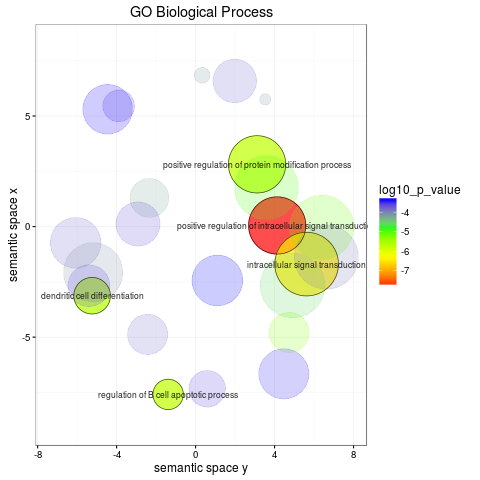 GO Biological Process
semantic space x
5
0
-5
positive regulation of protein modification process
positive regulation of intracellular signal transducti
intracellular signal transduction
dendritic cell differentiation
regulation of B cell apoptotic process
-8
-4
0
4
8
semantic space y
log10_p_value
-4
-5
-6
-7